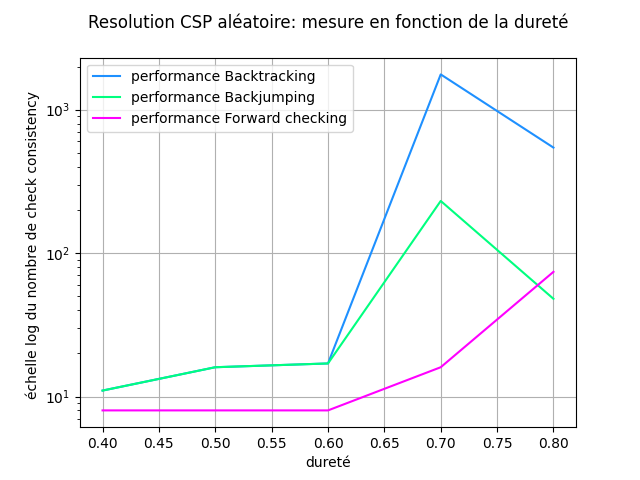 Resolution CSP aléatoire: mesure en fonction de la dureté
performance Backtracking
performance Backjumping
performance Forward checking
échelle log du nombre de check consistency
10³
10²
10¹
0.40 0.45 0.50 0.55 0.60 0.65 0.70 0.75 0.80
dureté